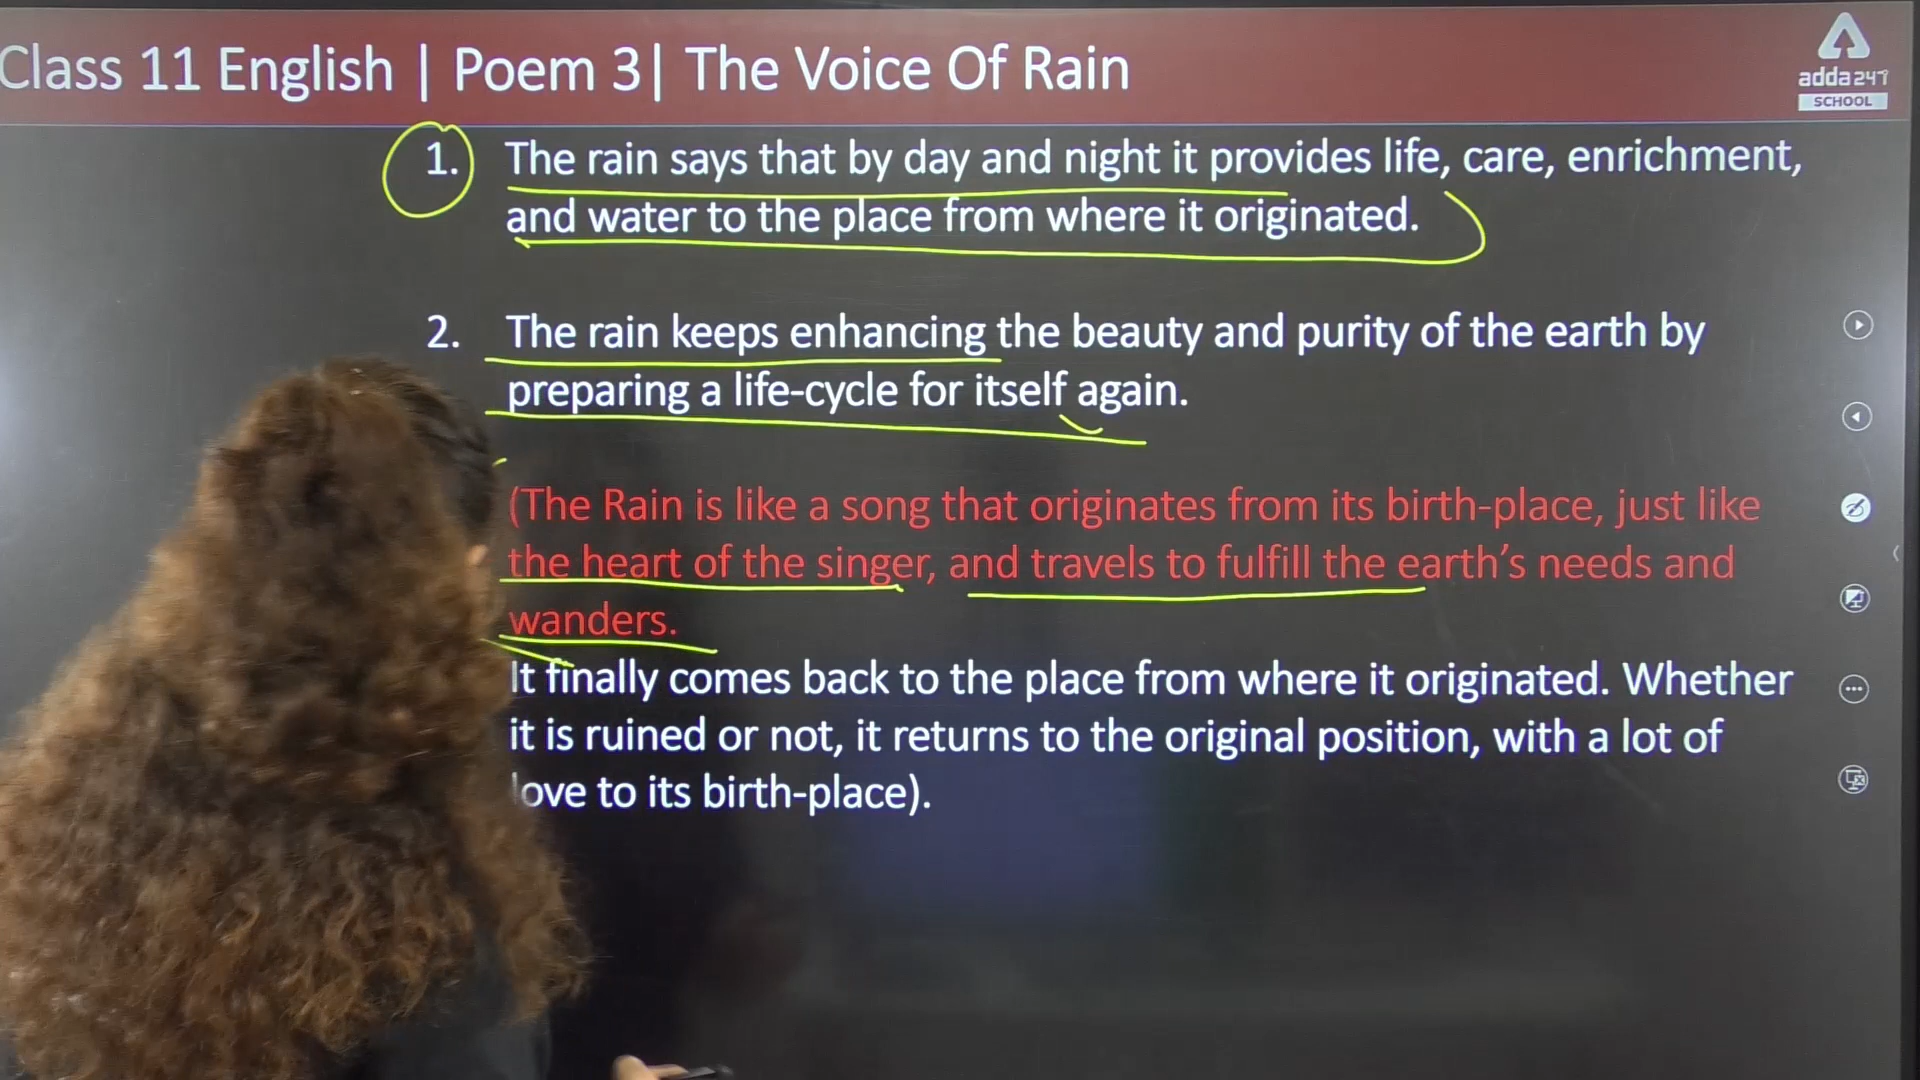 Class 11 English | Poem 3| The Voice Of Rain
adda247
SCHOOL
1. The rain says that by day and night it provides life, care, enrichment,
and water to the place from where it originated.
2. The rain keeps enhancing the beauty and purity of the earth by
preparing a life-cycle for itself again.
(The Rain is like a song that originates from its birth-place, just like
the heart of the singer, and travels to fulfill the earth's needs and
wanders.
It finally comes back to the place from where it originated. Whether
it is ruined or not, it returns to the original position, with a lot of
love to its birth-place).